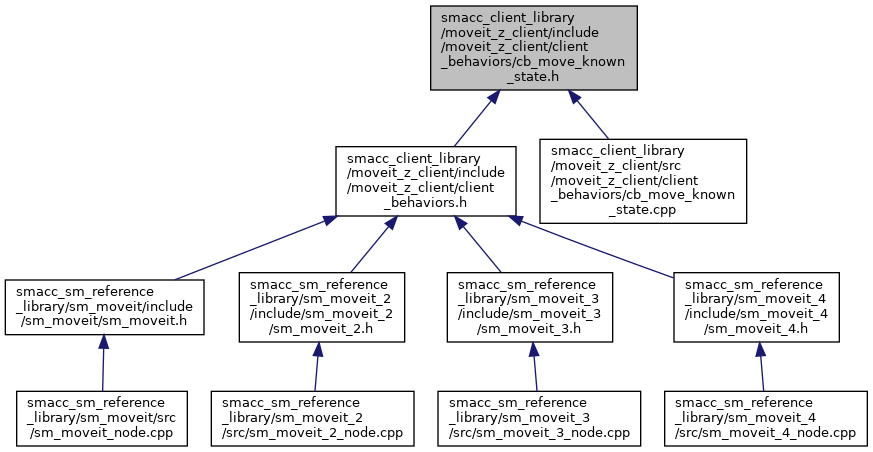 smacc_client_library
/moveit_z_client/include
/moveit_z_client/client
_behaviors/cb_move_known
_state.h
smacc_client_library
/moveit_z_client/include
/moveit_z_client/client
_behaviors.h
smacc_client_library
/moveit_z_client/src
/moveit_z_client/client
_behaviors/cb_move_known
_state.cpp
smacc_sm_reference
_library/sm_moveit/include
/sm_moveit/sm_moveit.h
smacc_sm_reference
_library/sm_moveit_2
/include/sm_moveit_2
/sm_moveit_2.h
smacc_sm_reference
_library/sm_moveit_3
/include/sm_moveit_3
/sm_moveit_3.h
smacc_sm_reference
_library/sm_moveit_4
/include/sm_moveit_4
/sm_moveit_4.h
smacc_sm_reference
_library/sm_moveit/src
/sm_moveit_node.cpp
smacc_sm_reference
_library/sm_moveit_2
/src/sm_moveit_2_node.cpp
smacc_sm_reference
_library/sm_moveit_3
/src/sm_moveit_3_node.cpp
smacc_sm_reference
_library/sm_moveit_4
/src/sm_moveit_4_node.cpp